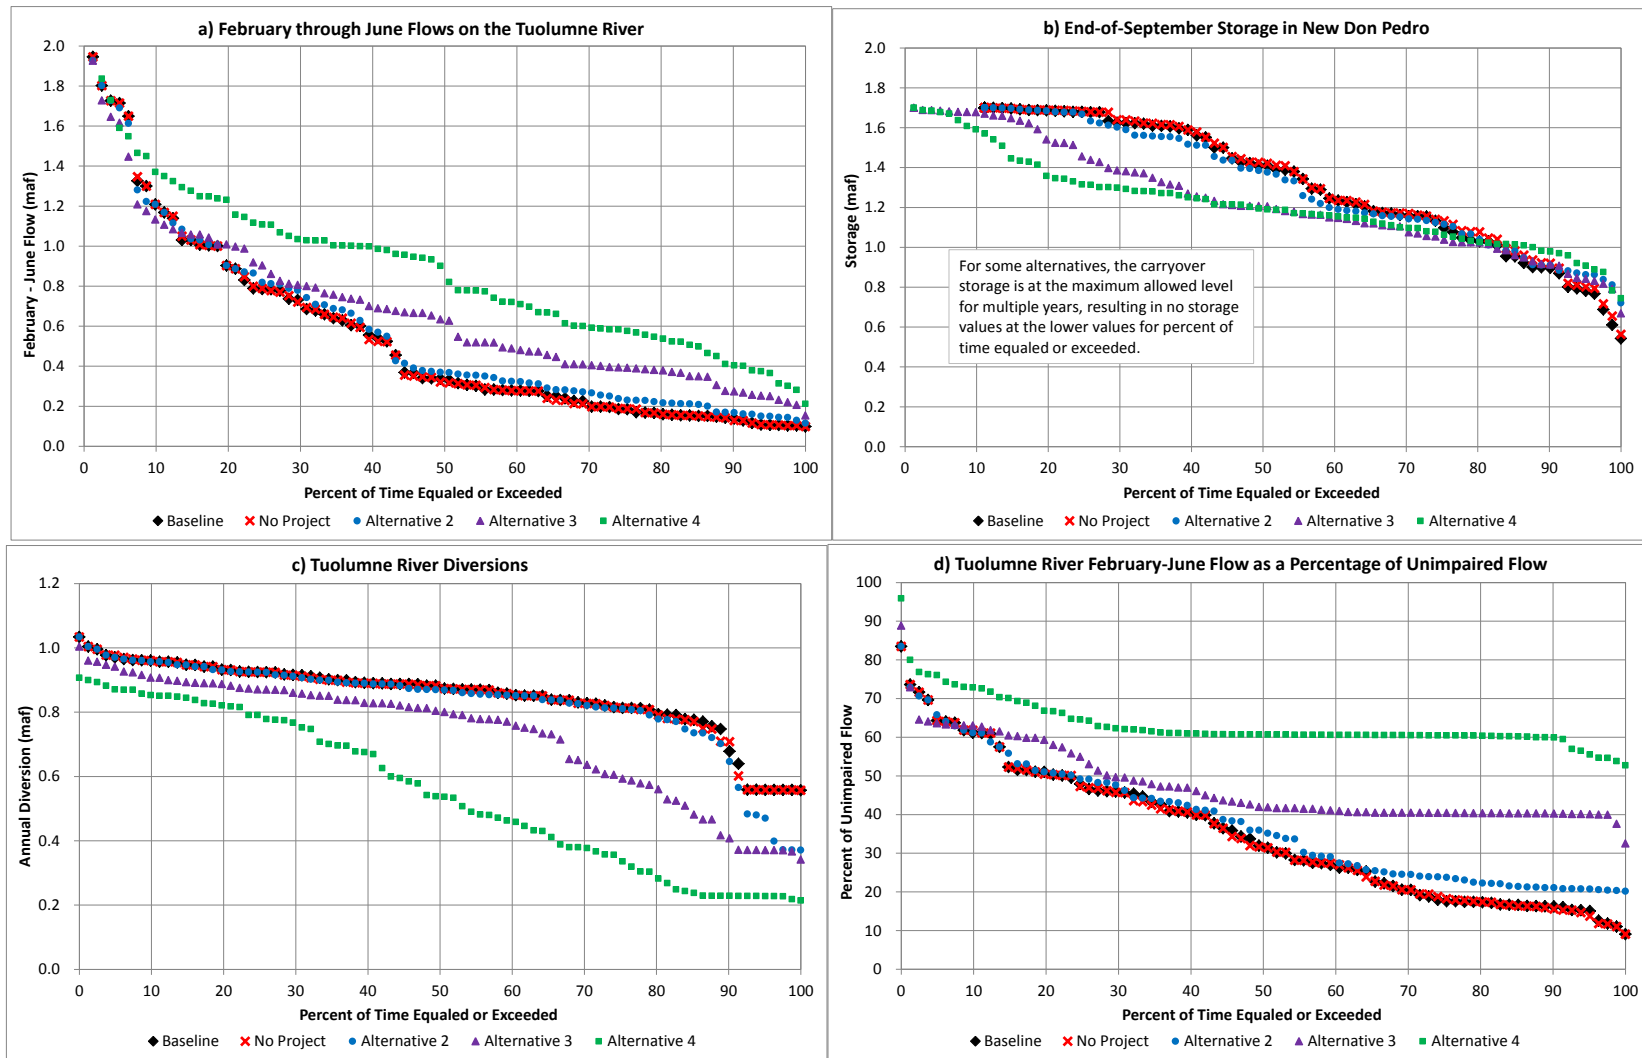 a) February through June Flows on the Tuolumne River
2.0
1.8
1.6
1.4
1.2
1.0
0.8
0.6
0.4
0.2
0.0
February - June Flow (maf)
0 10 20 30 40 50 60 70 80 90 100
Percent of Time Equaled or Exceeded
Baseline No Project Alternative 2 Alternative 3 Alternative 4
b) End-of-September Storage in New Don Pedro
2.0
1.8
1.6
1.4
1.2
1.0
0.8
0.6
0.4
0.2
0.0
Storage (maf)
For some alternatives, the carryover
storage is at the maximum allowed level
for multiple years, resulting in no storage
values at the lower values for percent of
time equaled or exceeded.
0 10 20 30 40 50 60 70 80 90 100
Percent of Time Equaled or Exceeded
Baseline No Project Alternative 2 Alternative 3 Alternative 4
c) Tuolumne River Diversions
1.2
1.0
0.8
0.6
0.4
0.2
0.0
Annual Diversion (maf)
0 10 20 30 40 50 60 70 80 90 100
Percent of Time Equaled or Exceeded
Baseline No Project Alternative 2 Alternative 3 Alternative 4
d) Tuolumne River February-June Flow as a Percentage of Unimpaired Flow
100
90
80
70
60
50
40
30
20
10
0
Percent of Unimpaired Flow
0 10 20 30 40 50 60 70 80 90 100
Percent of Time Equaled or Exceeded
Baseline No Project Alternative 2 Alternative 3 Alternative 4